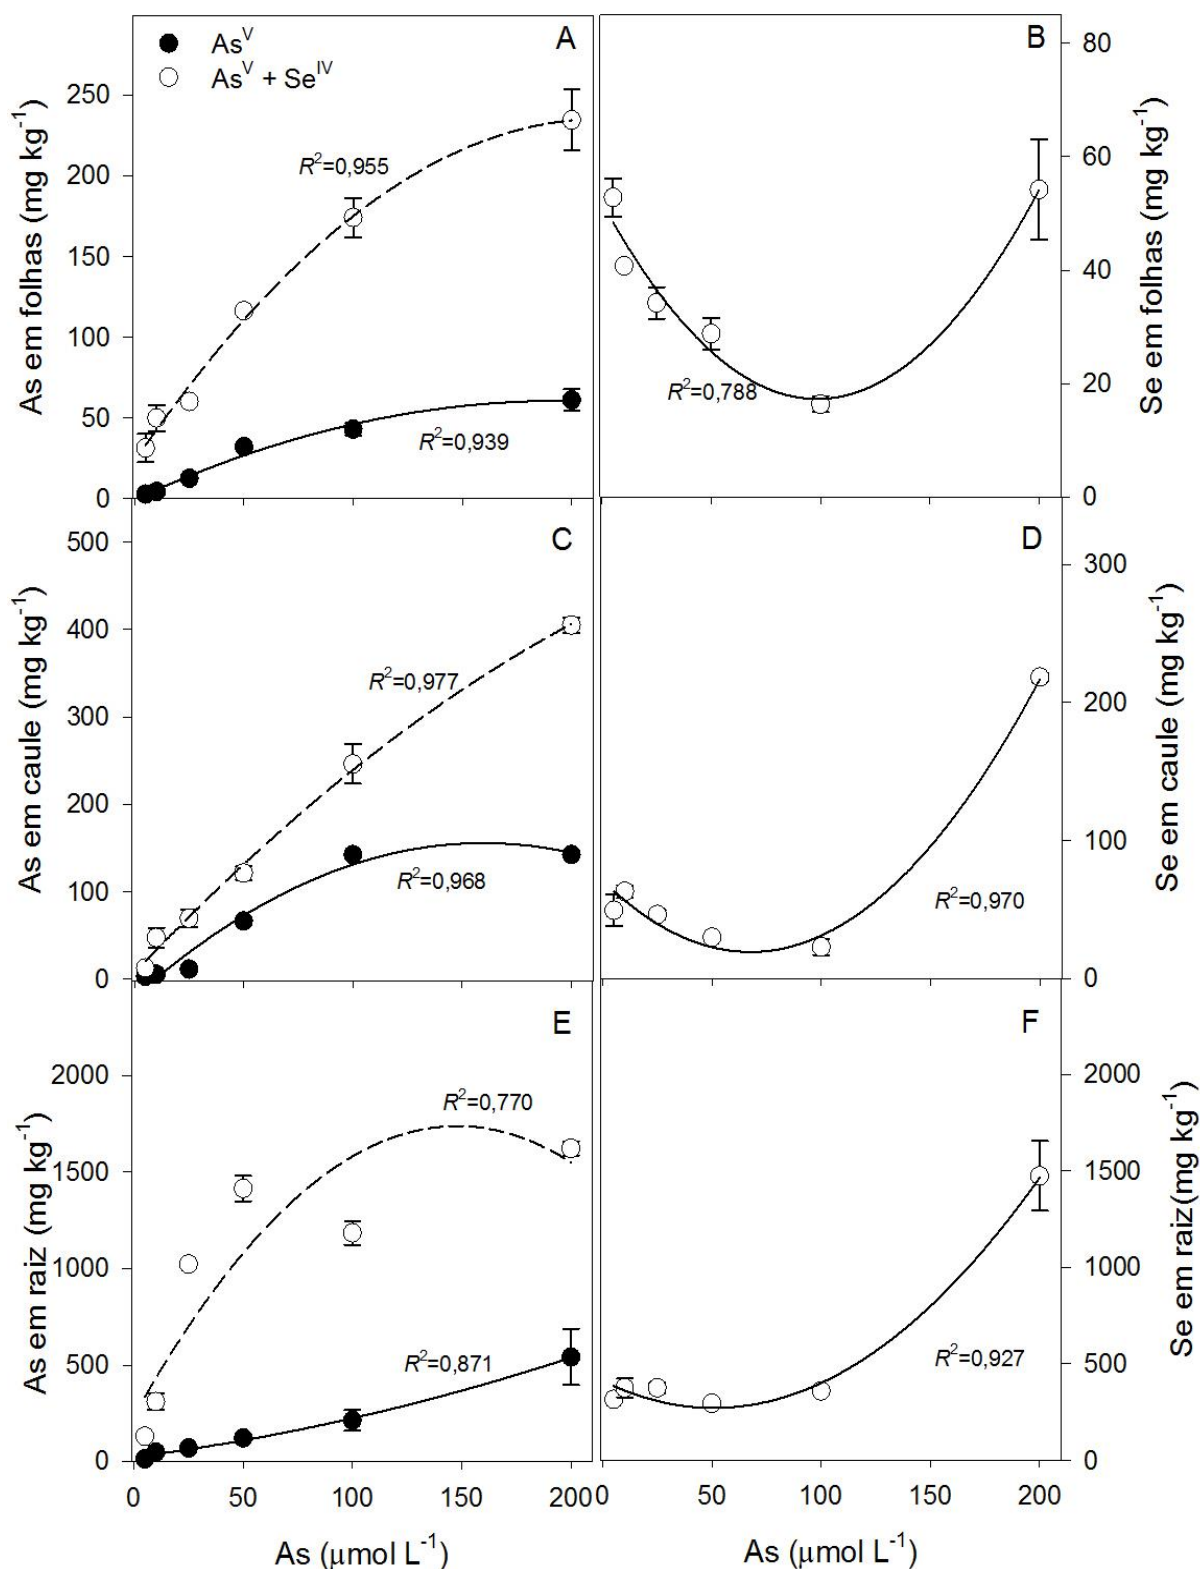 As^V
As^V + Se^IV
A
As em folhas (mg kg⁻¹)
250
200
150
100
50
0
R²=0,955
R²=0,939
B
Se em folhas (mg kg⁻¹)
80
60
40
20
0
R²=0,788
C
As em caule (mg kg⁻¹)
500
400
300
200
100
0
R²=0,977
R²=0,968
D
Se em caule (mg kg⁻¹)
300
200
100
0
R²=0,970
E
As em raiz (mg kg⁻¹)
2000
1500
1000
500
0
R²=0,770
R²=0,871
0 50 100 150 200
As (μmol L⁻¹)
F
Se em raiz(mg kg⁻¹)
2000
1500
1000
500
0
R²=0,927
0 50 100 150 200
As (μmol L⁻¹)